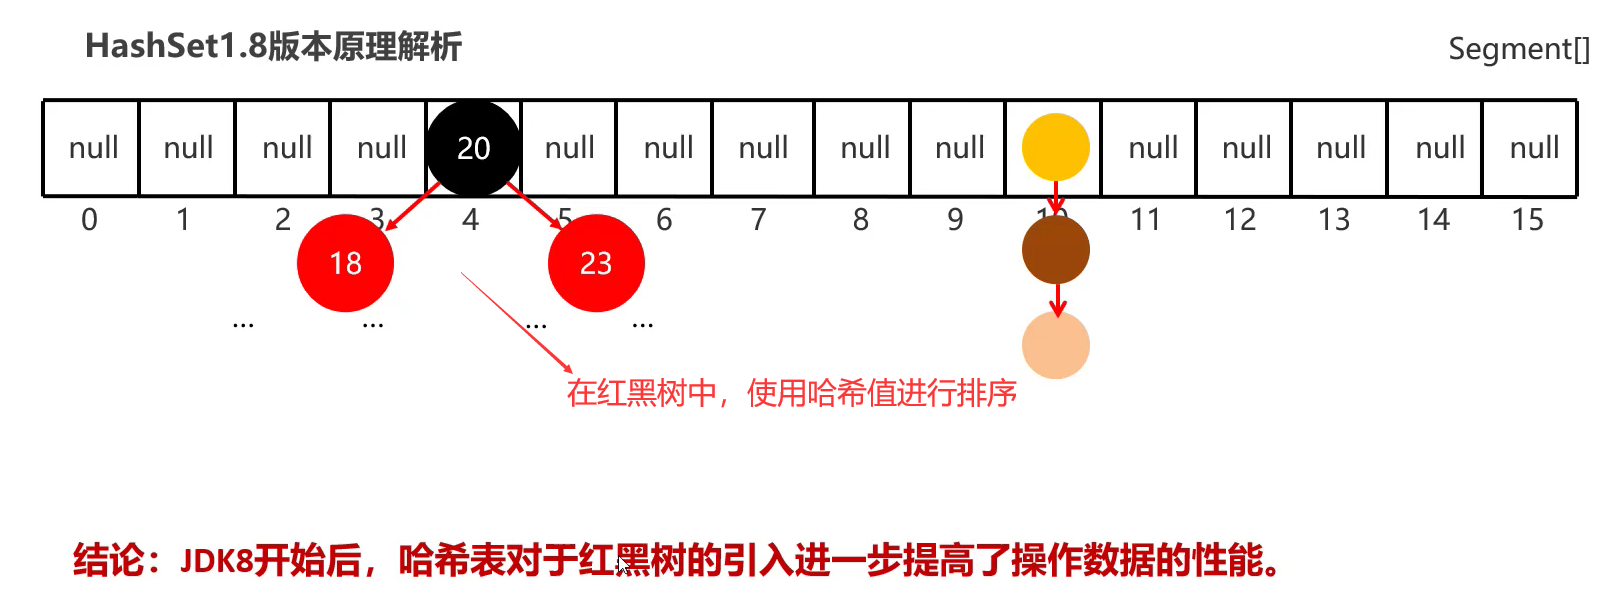 HashSet1.8版本原理解析
Segment[]
null null null null 20 null null null null null null null null null null
0 1 2 3 4 5 6 7 8 9 10 11 12 13 14 15
18 23
... ... ... ...
在红黑树中，使用哈希值进行排序
结论：JDK8开始后，哈希表对于红黑树的引入进一步提高了操作数据的性能。